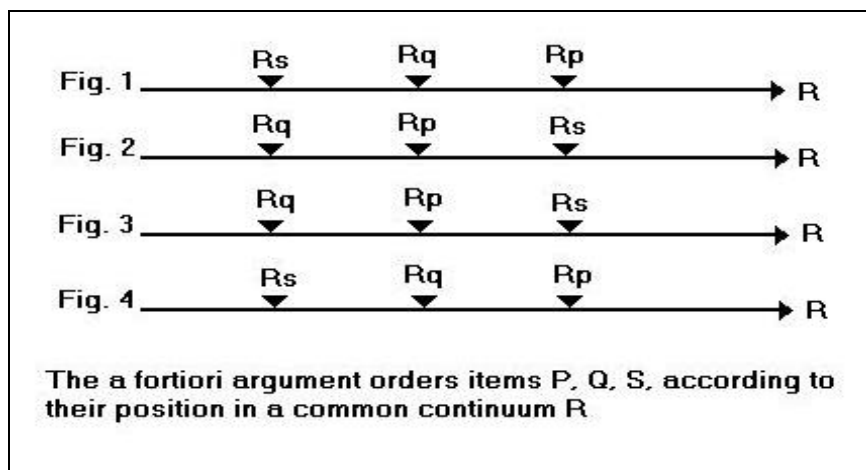 Rs Rq Rp
Fig. 1 R
Rq Rp Rs
Fig. 2 R
Rq Rp Rs
Fig. 3 R
Rs Rq Rp
Fig. 4 R
The a fortiori argument orders items P, Q, S, according to
their position in a common continuum R